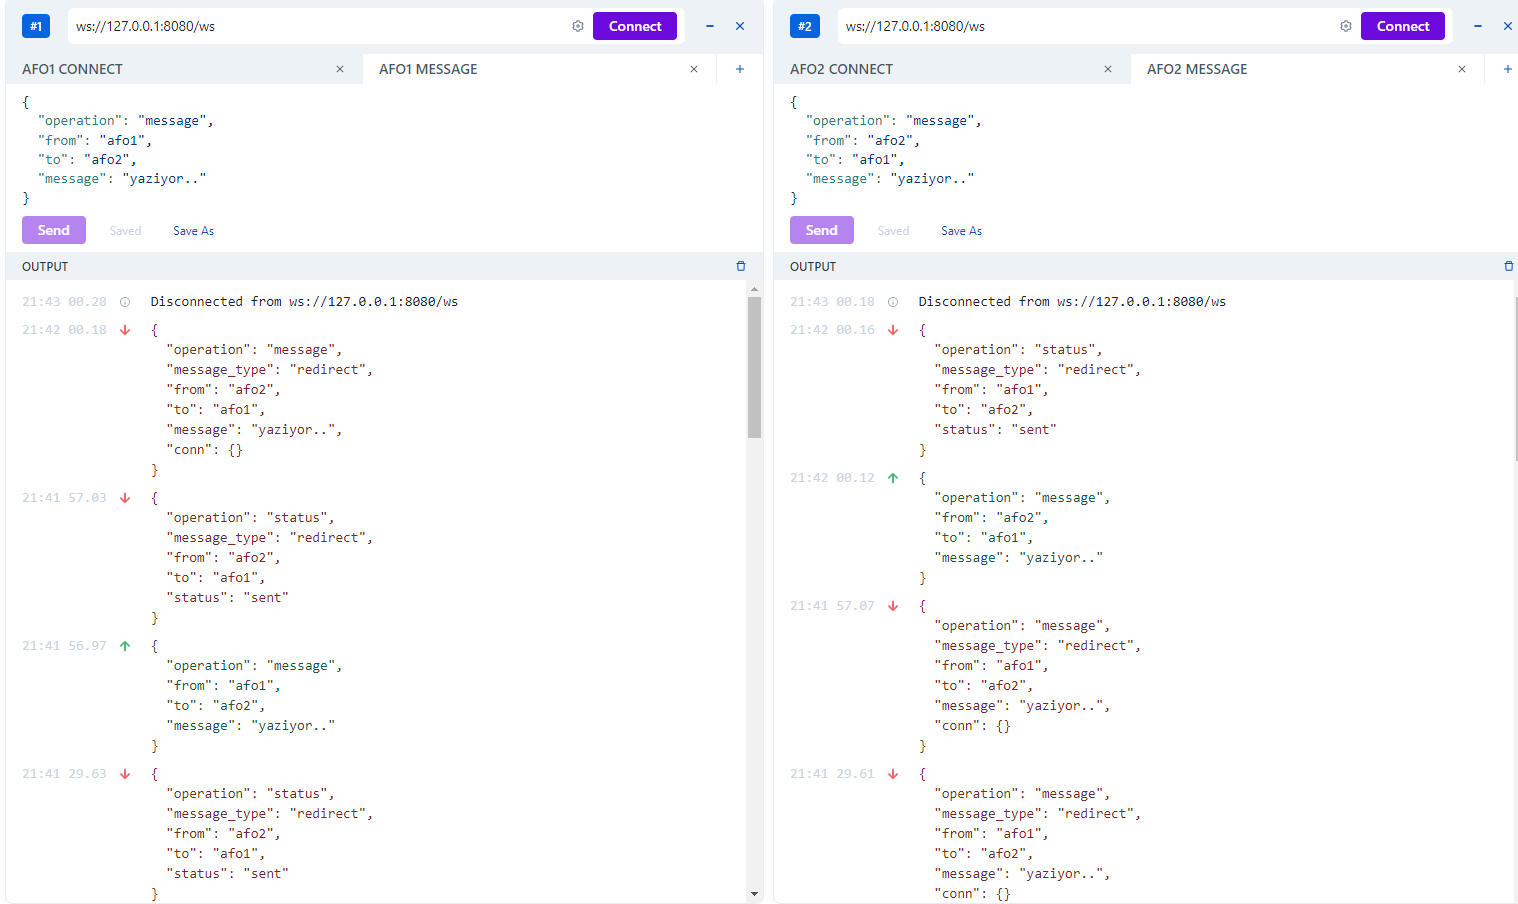 #1
ws://127.0.0.1:8080/ws
Connect
AFO1 CONNECT
AFO1 MESSAGE
{
"operation": "message",
"from": "afo1",
"to": "afo2",
"message": "yaziyor.."
}
Send
Saved
Save As
OUTPUT
21:43 00.28 Disconnected from ws://127.0.0.1:8080/ws
21:42 00.18 {
"operation": "message",
"message_type": "redirect",
"from": "afo2",
"to": "afo1",
"message": "yaziyor..",
"conn": {}
}
21:41 57.03 {
"operation": "status",
"message_type": "redirect",
"from": "afo2",
"to": "afo1",
"status": "sent"
}
21:41 56.97 {
"operation": "message",
"from": "afo1",
"to": "afo2",
"message": "yaziyor.."
}
21:41 29.63 {
"operation": "status",
"message_type": "redirect",
"from": "afo2",
"to": "afo1",
"status": "sent"
}
#2
ws://127.0.0.1:8080/ws
Connect
AFO2 CONNECT
AFO2 MESSAGE
{
"operation": "message",
"from": "afo2",
"to": "afo1",
"message": "yaziyor.."
}
Send
Saved
Save As
OUTPUT
21:43 00.18 Disconnected from ws://127.0.0.1:8080/ws
21:42 00.16 {
"operation": "status",
"message_type": "redirect",
"from": "afo1",
"to": "afo2",
"status": "sent"
}
21:42 00.12 {
"operation": "message",
"from": "afo2",
"to": "afo1",
"message": "yaziyor.."
}
21:41 57.07 {
"operation": "message",
"message_type": "redirect",
"from": "afo1",
"to": "afo2",
"message": "yaziyor..",
"conn": {}
}
21:41 29.61 {
"operation": "message",
"message_type": "redirect",
"from": "afo1",
"to": "afo2",
"message": "yaziyor..",
"conn": {}